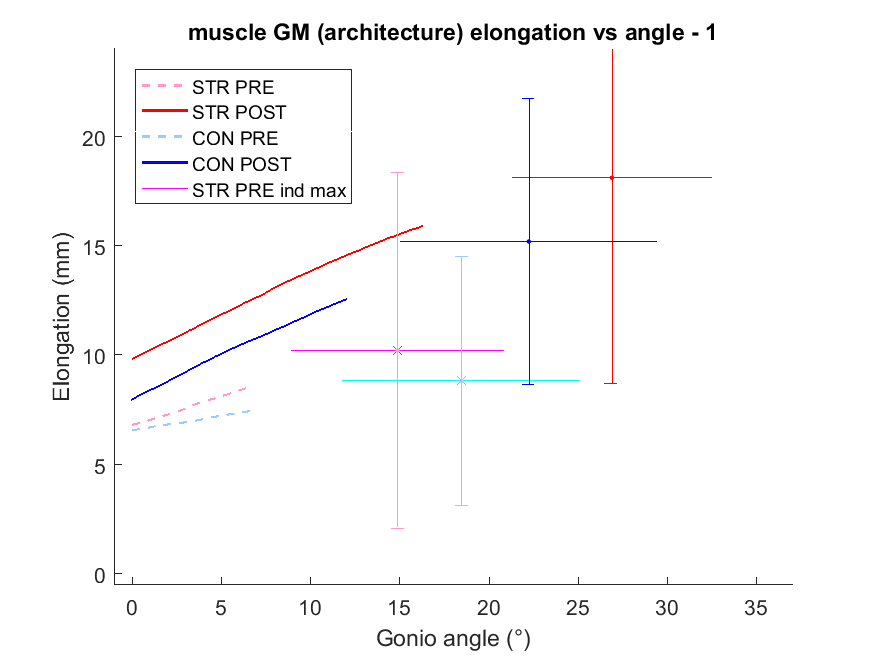 muscle GM (architecture) elongation vs angle - 1
STR PRE
STR POST
CON PRE
CON POST
STR PRE ind max
Elongation (mm)
20
15
10
5
0
0 5 10 15 20 25 30 35
Gonio angle (°)